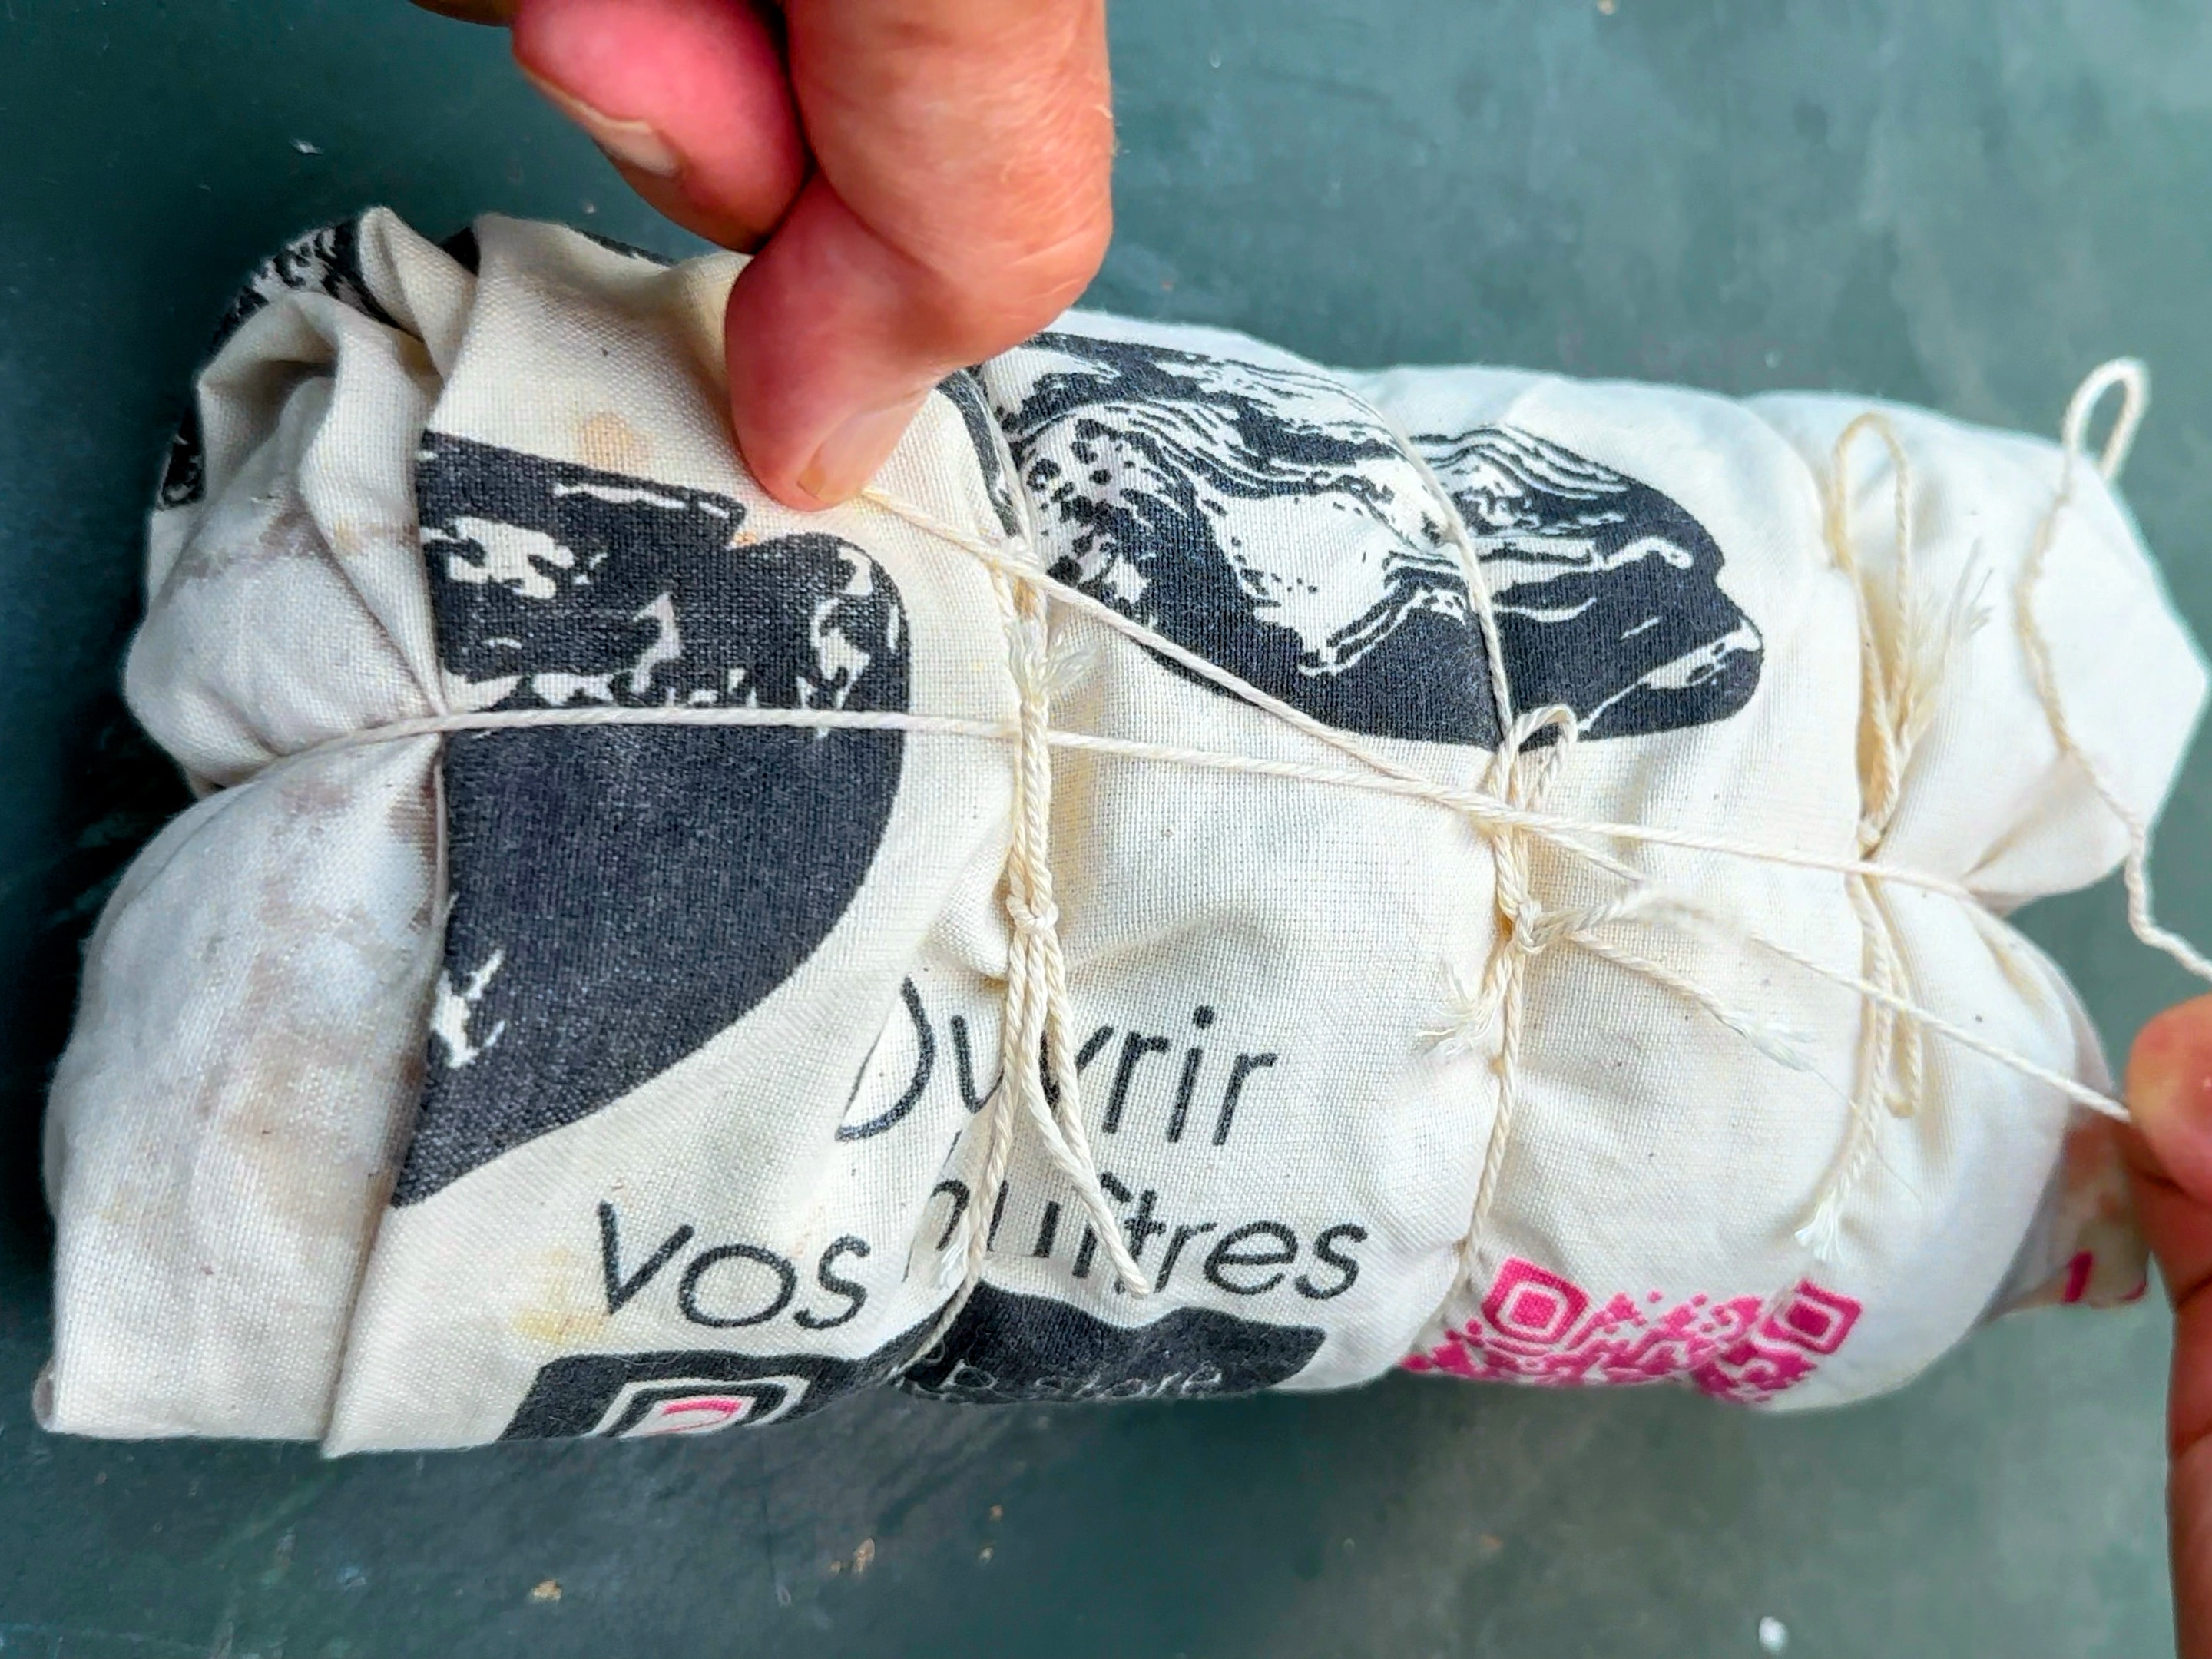 Ouvrir
vos huîtres